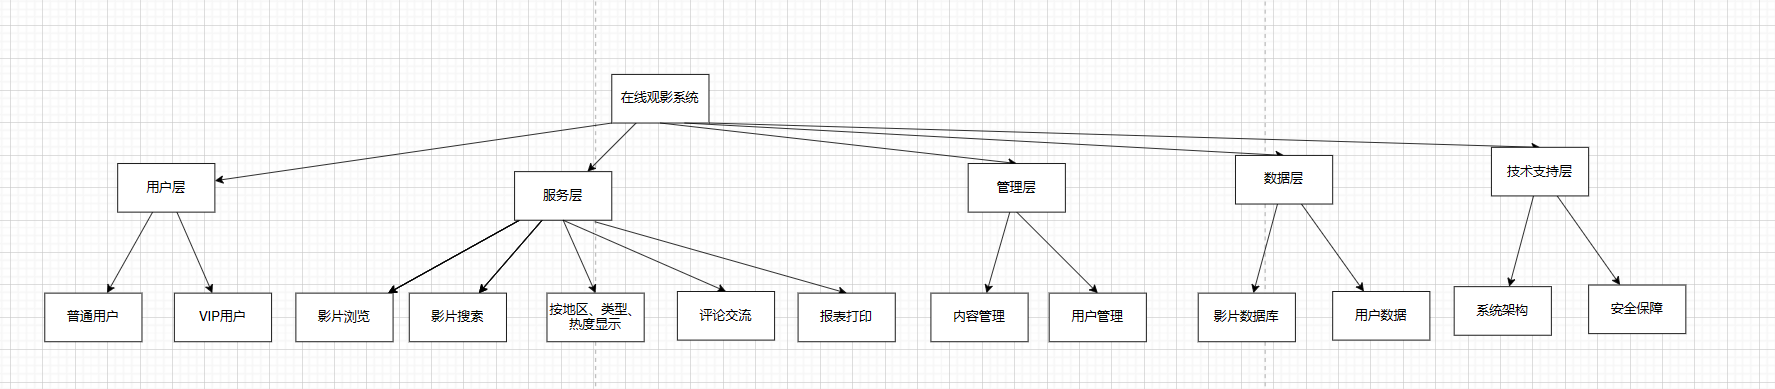 在线观影系统
用户层
服务层
管理层
数据层
技术支持层
普通用户
VIP用户
影片浏览
影片搜索
按地区、类型、
热度显示
评论交流
报表打印
内容管理
用户管理
影片数据库
用户数据
系统架构
安全保障